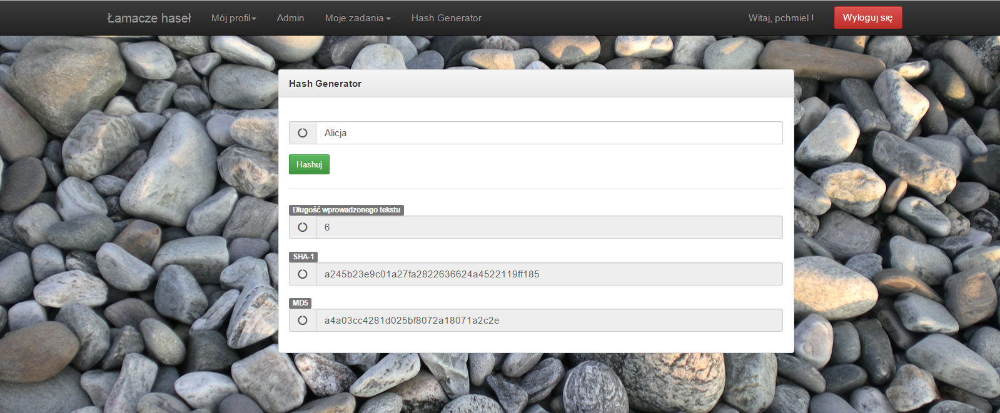 Łamacze haseł Mój profil Admin Moje zadania Hash Generator Witaj, pchmiel ! Wyloguj się
Hash Generator
Alicja
Hashuj
Długość wprowadzonego tekstu
6
SHA-1
a245b23e9c01a27fa2822636624a4522119ff185
MD5
a4a03cc4281d025bf8072a18071a2c2e